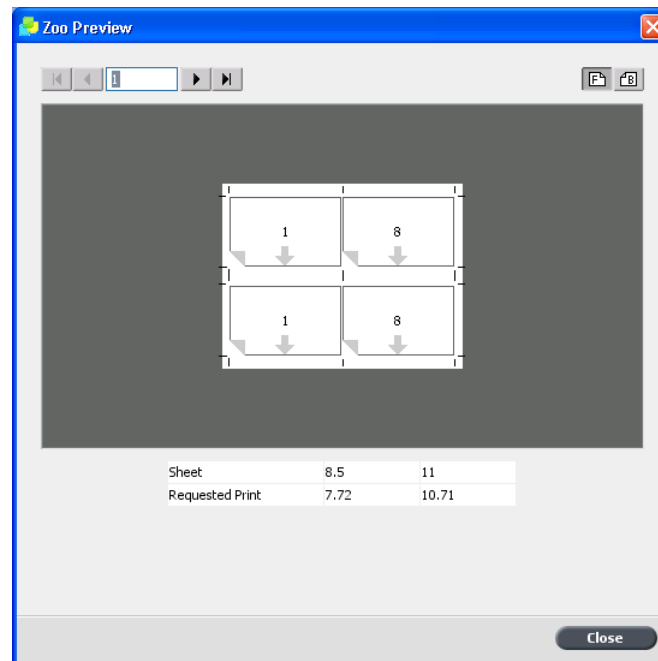 Zoo Preview
1
F B
1 8
1 8
Sheet 8.5 11
Requested Print 7.72 10.71
Close